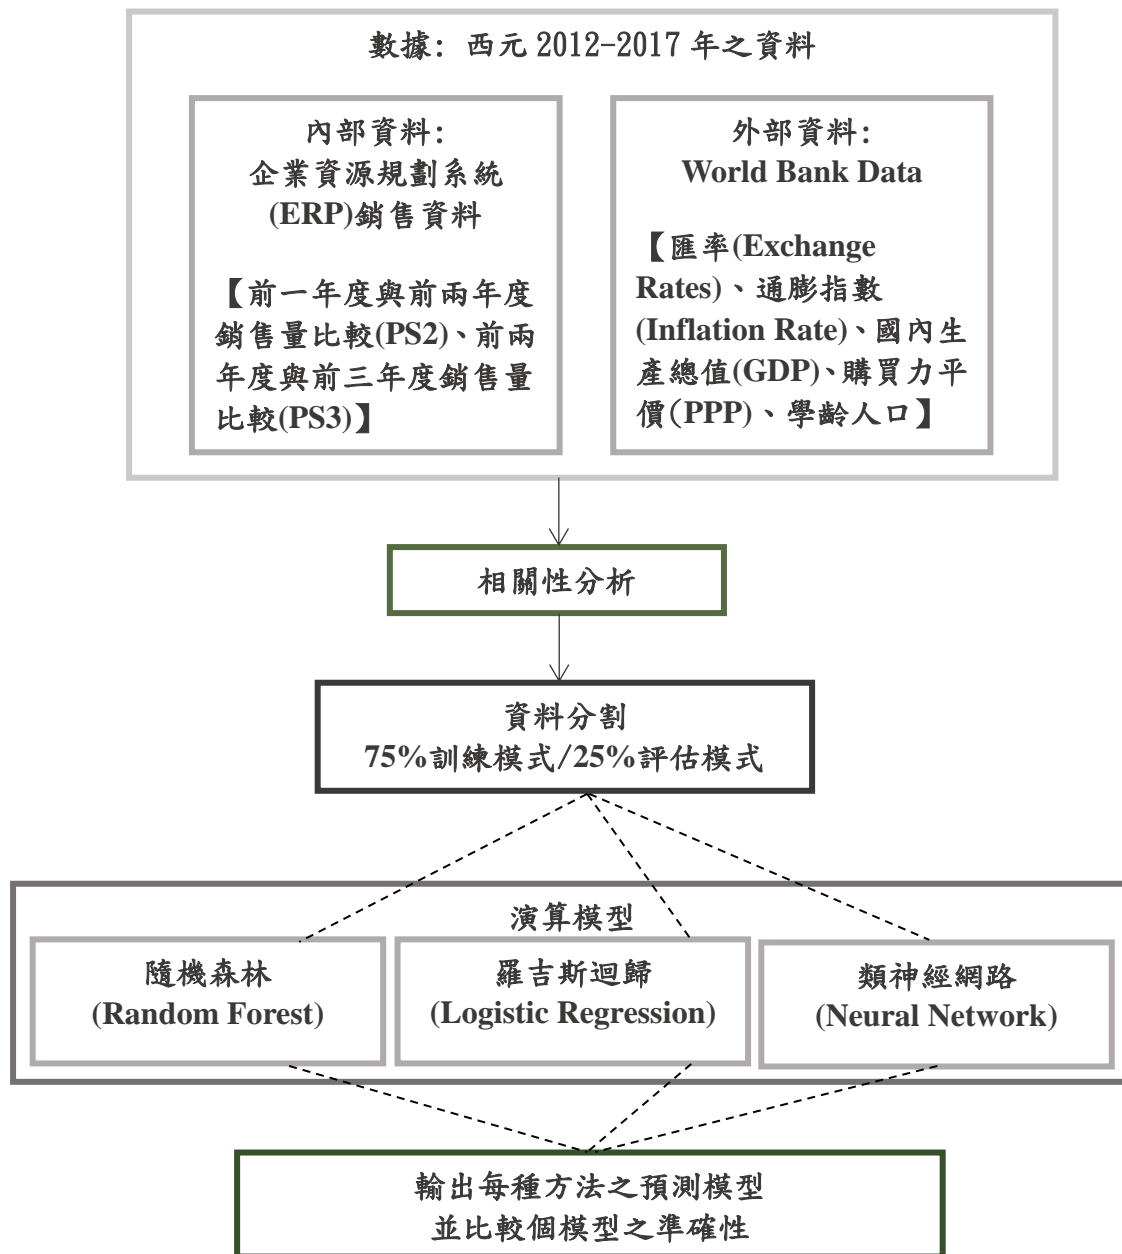 數據: 西元 2012-2017 年之資料
內部資料:
企業資源規劃系統
(ERP)銷售資料
【前一年度與前兩年度
銷售量比較(PS2)、前兩
年度與前三年度銷售量
比較(PS3)】
外部資料:
World Bank Data
【匯率(Exchange
Rates)、通膨指數
(Inflation Rate)、國內生
產總值(GDP)、購買力平
價(PPP)、學齡人口】
相關性分析
資料分割
75%訓練模式/25%評估模式
演算模型
隨機森林
(Random Forest)
羅吉斯迴歸
(Logistic Regression)
類神經網路
(Neural Network)
輸出每種方法之預測模型
並比較個模型之準確性